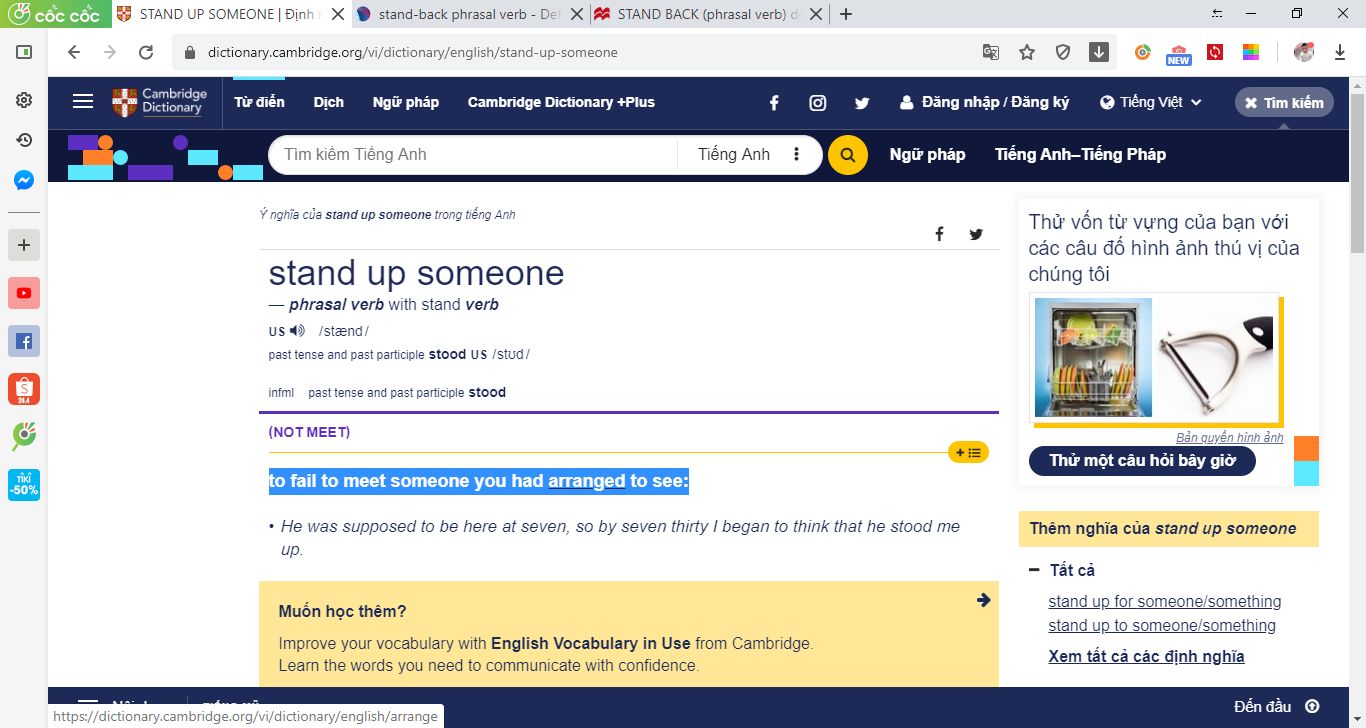 CỐC CỐC
STAND UP SOMEONE | Định
stand-back phrasal verb - Def
STAND BACK (phrasal verb) d
dictionary.cambridge.org/vi/dictionary/english/stand-up-someone
NEW
Cambridge
Dictionary
Từ điển
Dịch
Ngữ pháp
Cambridge Dictionary +Plus
Đăng nhập / Đăng ký
Tiếng Việt
Tìm kiếm
Tìm kiếm Tiếng Anh
Tiếng Anh
Ngữ pháp
Tiếng Anh–Tiếng Pháp
Ý nghĩa của stand up someone trong tiếng Anh
stand up someone
— phrasal verb with stand verb
US /stænd/
past tense and past participle stood US /stʊd/
infml past tense and past participle stood
(NOT MEET)
to fail to meet someone you had arranged to see:
• He was supposed to be here at seven, so by seven thirty I began to think that he stood me
up.
Muốn học thêm?
Improve your vocabulary with English Vocabulary in Use from Cambridge.
Learn the words you need to communicate with confidence.
Thử vốn từ vựng của bạn với
các câu đố hình ảnh thú vị của
chúng tôi
Bản quyền hình ảnh
Thử một câu hỏi bây giờ
Thêm nghĩa của stand up someone
Tất cả
stand up for someone/something
stand up to someone/something
Xem tất cả các định nghĩa
24.4
TIKI
-50%
Đến đầu
https://dictionary.cambridge.org/vi/dictionary/english/arrange